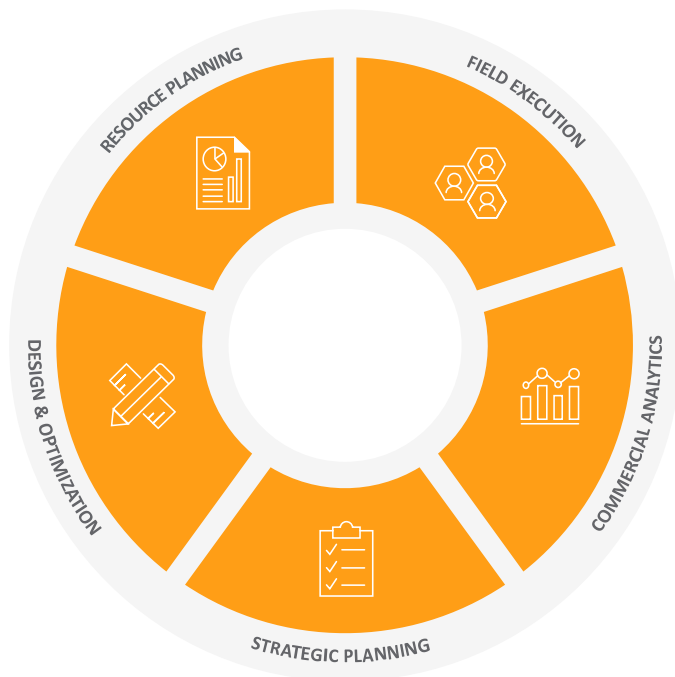 RESOURCE PLANNING
FIELD EXECUTION
COMMERCIAL ANALYTICS
STRATEGIC PLANNING
DESIGN & OPTIMIZATION